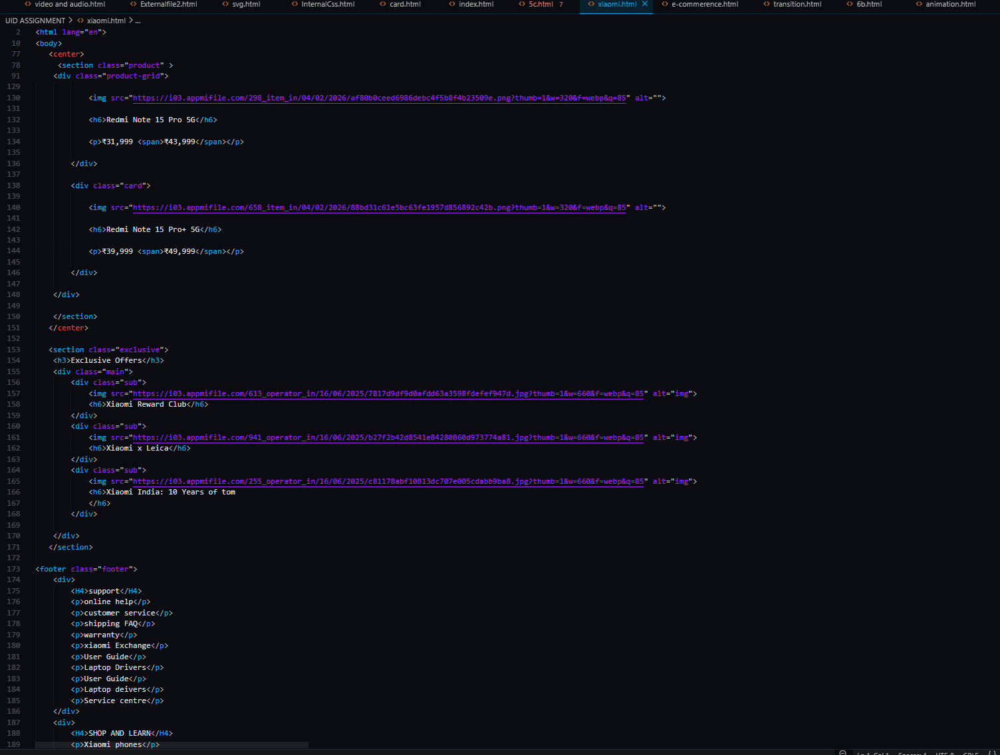 video and audio.html Externalfile2.html svg.html InternalCss.html card.html index.html 5c.html 7 xiaomi.html e-commerence.html transition.html 6b.html animation.html
UID ASSIGNMENT > xiaomi.html > ...
2 <html lang="en">
10 <body>
77 <center>
78 <section class="product" >
91 <div class="product-grid">
129
130 <img src="https://i03.appmifile.com/298_item_in/04/02/2026/af80b0ceed6986debc4f5b8f4b23509e.png?thumb=1&w=320&f=webp&q=85" alt="">
131
132 <h6>Redmi Note 15 Pro 5G</h6>
133
134 <p>₹31,999 <span>₹43,999</span></p>
135
136 </div>
137
138 <div class="card">
139
140 <img src="https://i03.appmifile.com/658_item_in/04/02/2026/88bd31c61e5bc63fe1957d856892c42b.png?thumb=1&w=320&f=webp&q=85" alt="">
141
142 <h6>Redmi Note 15 Pro+ 5G</h6>
143
144 <p>₹39,999 <span>₹49,999</span></p>
145
146 </div>
147
148 </div>
149
150 </section>
151 </center>
152
153 <section class="exclusive">
154 <h3>Exclusive Offers</h3>
155 <div class="main">
156 <div class="sub">
157 <img src="https://i03.appmifile.com/613_operator_in/16/06/2025/7817d9df9d0afdd63a3598fdefef947d.jpg?thumb=1&w=660&f=webp&q=85" alt="img">
158 <h6>Xiaomi Reward Club</h6>
159 </div>
160 <div class="sub">
161 <img src="https://i03.appmifile.com/941_operator_in/16/06/2025/b27f2b42d8541e84280860d973774a81.jpg?thumb=1&w=660&f=webp&q=85" alt="img">
162 <h6>Xiaomi x Leica</h6>
163 </div>
164 <div class="sub">
165 <img src="https://i03.appmifile.com/255_operator_in/16/06/2025/c81178abf10813dc707e005cdabb9ba8.jpg?thumb=1&w=660&f=webp&q=85" alt="img">
166 <h6>Xiaomi India: 10 Years of tom
167 </h6>
168 </div>
169
170 </div>
171 </section>
172
173 <footer class="footer">
174 <div>
175 <H4>support</H4>
176 <p>online help</p>
177 <p>customer service</p>
178 <p>shipping FAQ</p>
179 <p>warranty</p>
180 <p>xiaomi Exchange</p>
181 <p>User Guide</p>
182 <p>Laptop Drivers</p>
183 <p>User Guide</p>
184 <p>Laptop deivers</p>
185 <p>Service centre</p>
186 </div>
187 <div>
188 <H4>SHOP AND LEARN</H4>
189 <p>Xiaomi phones</p>